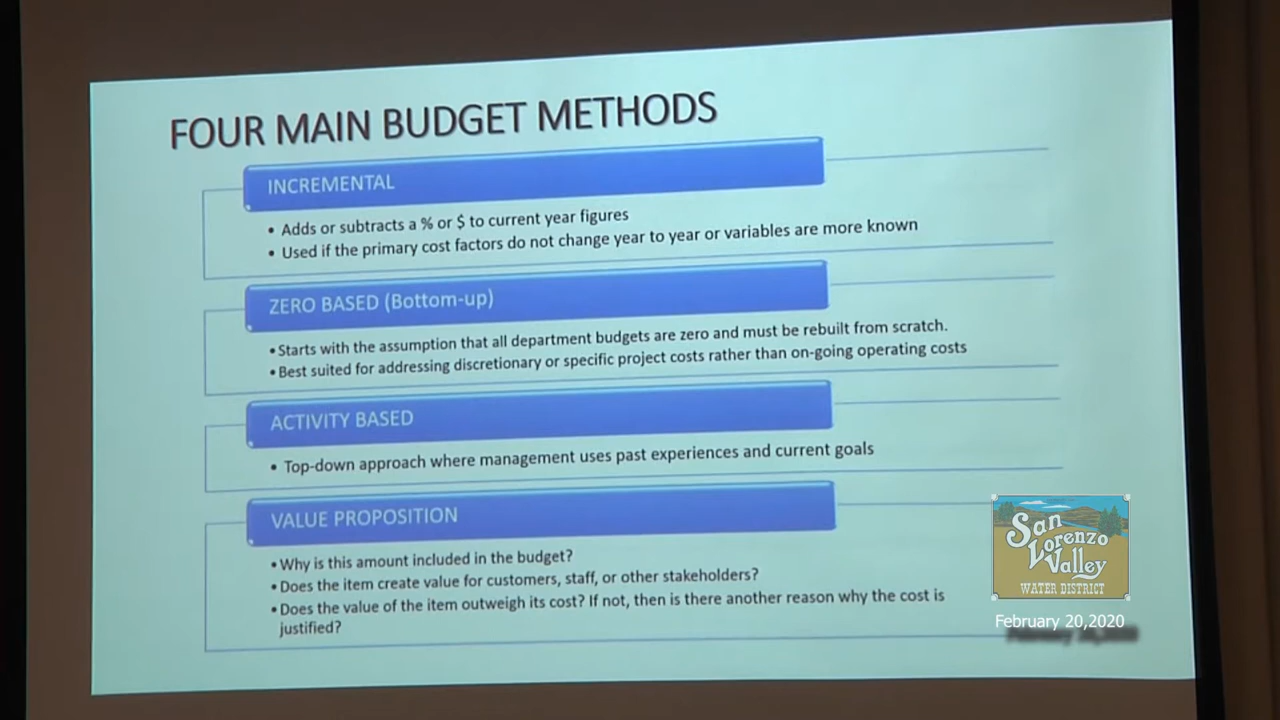 FOUR MAIN BUDGET METHODS
INCREMENTAL
• Adds or subtracts a % or $ to current year figures
• Used if the primary cost factors do not change year to year or variables are more known
ZERO BASED (Bottom-up)
• Starts with the assumption that all department budgets are zero and must be rebuilt from scratch.
• Best suited for addressing discretionary or specific project costs rather than on-going operating costs
ACTIVITY BASED
• Top-down approach where management uses past experiences and current goals
VALUE PROPOSITION
• Why is this amount included in the budget?
• Does the item create value for customers, staff, or other stakeholders?
• Does the value of the item outweigh its cost? If not, then is there another reason why the cost is
justified?
San
Lorenzo
Valley
WATER DISTRICT
February 20,2020